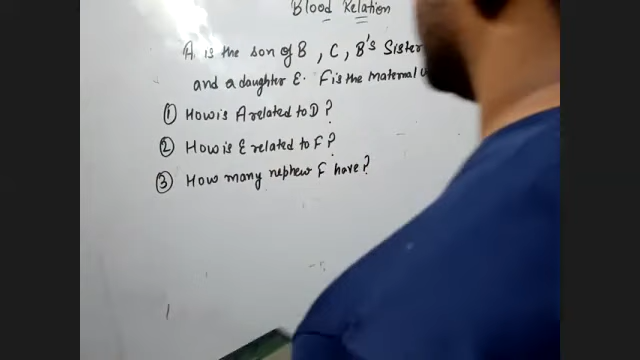 Blood Relation
A is the son of B, C, B's Sister
and a daughter E. F is the Maternal
① How is A related to D?
② How is E related to F?
③ How many nephew F have?